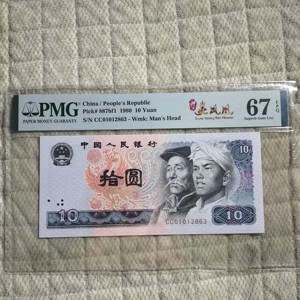 PMG
PAPER MONEY GUARANTY
China / People's Republic
Pick# 887bf1 1980 10 Yuan
S/N CC01012863 - Wmk: Man's Head
67 EPQ
Superb Gem Unc
中国人民银行
10
拾圆
CC01012863
10